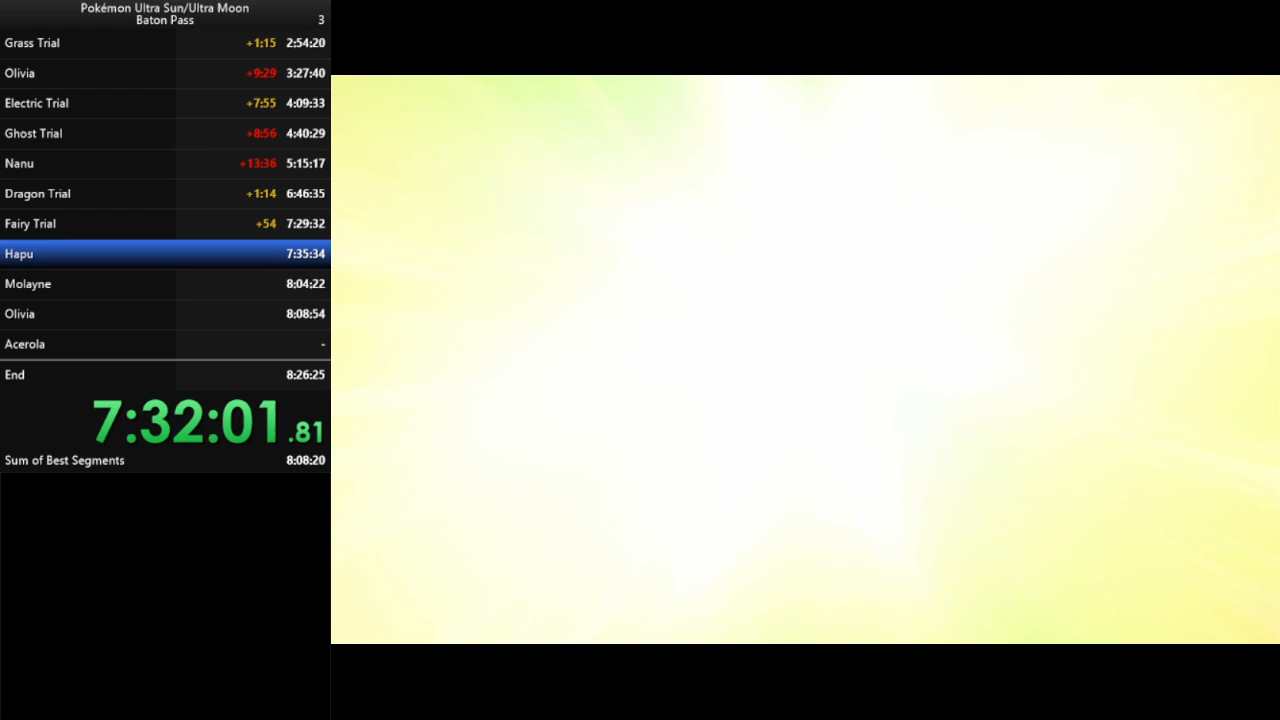 Pokémon Ultra Sun/Ultra Moon
Baton Pass 3
Grass Trial +1:15 2:54:20
Olivia +9:29 3:27:40
Electric Trial +7:55 4:09:33
Ghost Trial +8:56 4:40:29
Nanu +13:36 5:15:17
Dragon Trial +1:14 6:46:35
Fairy Trial +54 7:29:32
Hapu 7:35:34
Molayne 8:04:22
Olivia 8:08:54
Acerola -
End 8:26:25
7:32:01.81
Sum of Best Segments 8:08:20